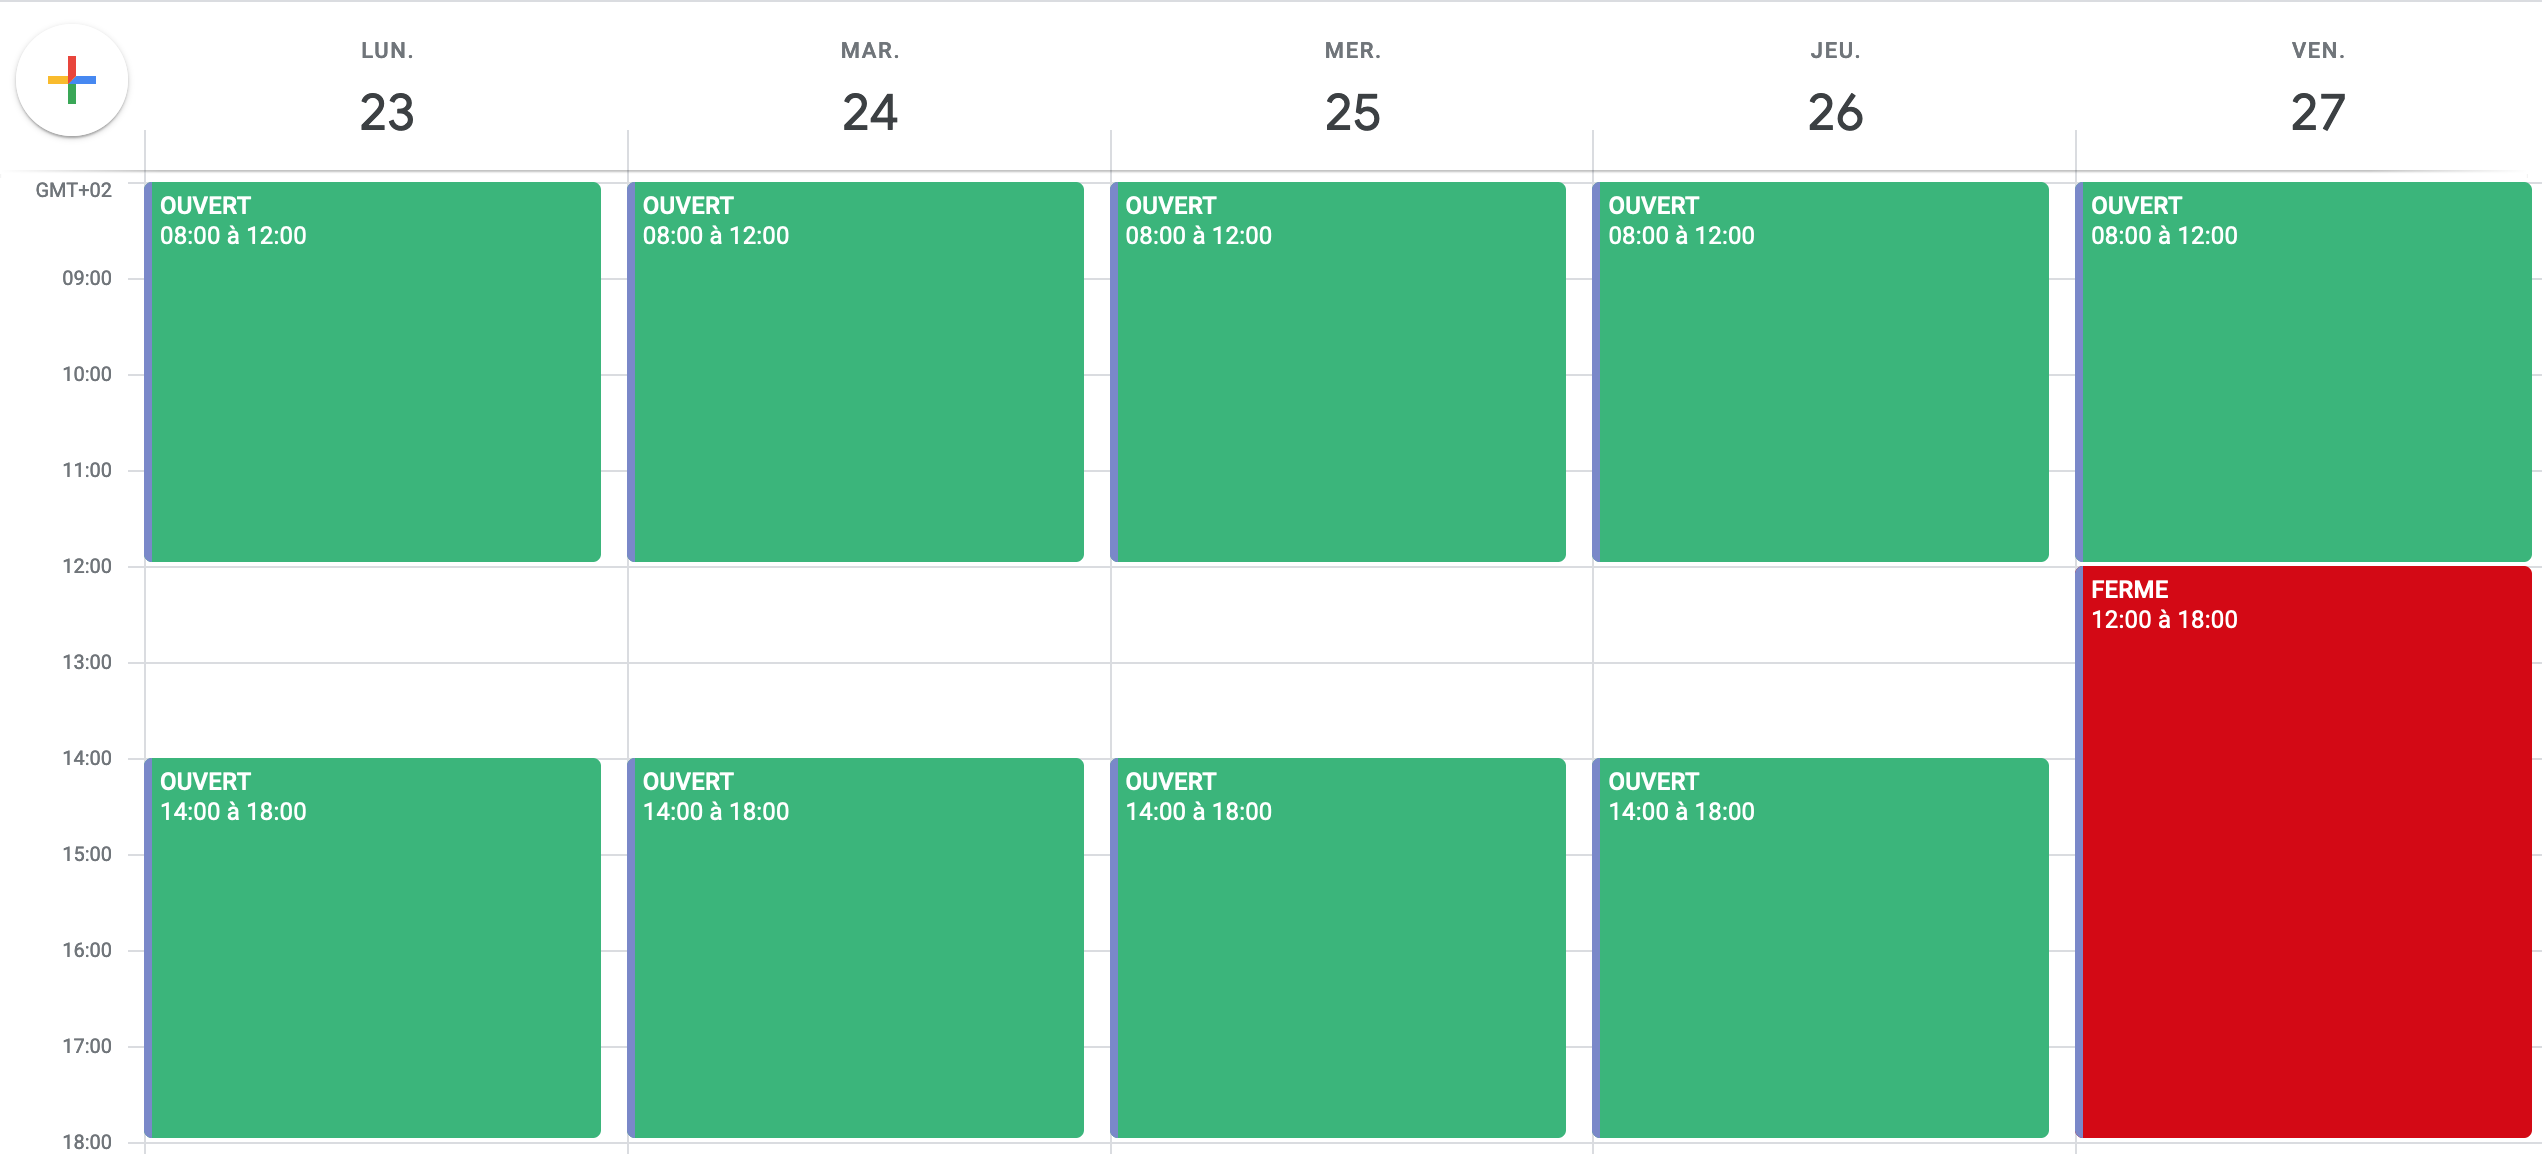 LUN. MAR. MER. JEU. VEN.
23 24 25 26 27
GMT+02
OUVERT OUVERT OUVERT OUVERT OUVERT
08:00 à 12:00 08:00 à 12:00 08:00 à 12:00 08:00 à 12:00 08:00 à 12:00
09:00
10:00
11:00
12:00
FERME
12:00 à 18:00
13:00
14:00
OUVERT OUVERT OUVERT OUVERT
14:00 à 18:00 14:00 à 18:00 14:00 à 18:00 14:00 à 18:00
15:00
16:00
17:00
18:00